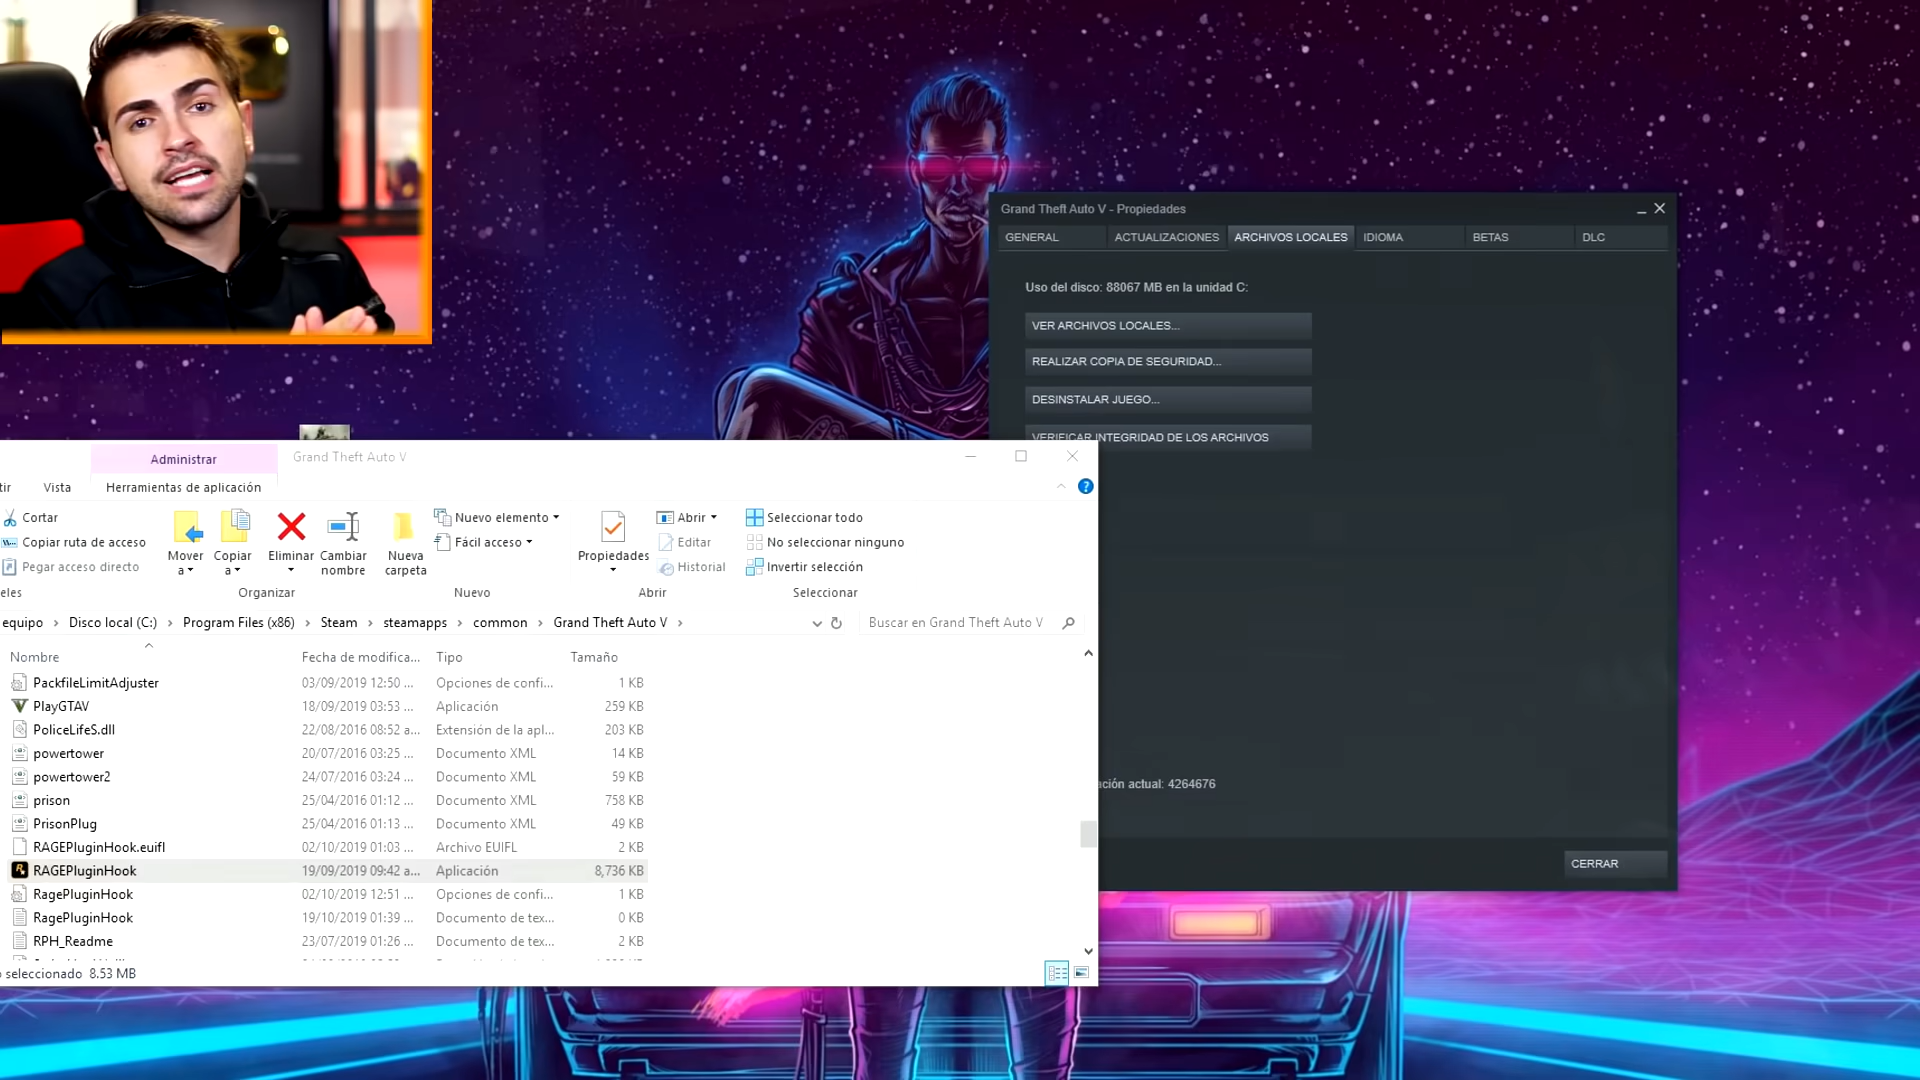 Grand Theft Auto V - Propiedades
GENERAL
ACTUALIZACIONES
ARCHIVOS LOCALES
IDIOMA
BETAS
DLC
Uso del disco: 88067 MB en la unidad C:
VER ARCHIVOS LOCALES...
REALIZAR COPIA DE SEGURIDAD...
DESINSTALAR JUEGO...
VERIFICAR INTEGRIDAD DE LOS ARCHIVOS
ción actual: 4264676
CERRAR
Administrar
Grand Theft Auto V
tir
Vista
Herramientas de aplicación
Cortar
Copiar ruta de acceso
Pegar acceso directo
Mover a
Copiar a
Eliminar
Cambiar nombre
Nueva carpeta
Nuevo elemento
Fácil acceso
Propiedades
Abrir
Editar
Historial
Seleccionar todo
No seleccionar ninguno
Invertir selección
eles
Organizar
Nuevo
Abrir
Seleccionar
equipo > Disco local (C:) > Program Files (x86) > Steam > steamapps > common > Grand Theft Auto V >
Buscar en Grand Theft Auto V
Nombre Fecha de modifica... Tipo Tamaño
PackfileLimitAdjuster 03/09/2019 12:50 ... Opciones de confi... 1 KB
PlayGTAV 18/09/2019 03:53 ... Aplicación 259 KB
PoliceLifeS.dll 22/08/2016 08:52 a... Extensión de la apl... 203 KB
powertower 20/07/2016 03:25 ... Documento XML 14 KB
powertower2 24/07/2016 03:24 ... Documento XML 59 KB
prison 25/04/2016 01:12 ... Documento XML 758 KB
PrisonPlug 25/04/2016 01:13 ... Documento XML 49 KB
RAGEPluginHook.euifl 02/10/2019 01:03 ... Archivo EUIFL 2 KB
RAGEPluginHook 19/09/2019 09:42 a... Aplicación 8,736 KB
RagePluginHook 02/10/2019 12:51 ... Opciones de confi... 1 KB
RagePluginHook 19/10/2019 01:39 ... Documento de tex... 0 KB
RPH_Readme 23/07/2019 01:26 ... Documento de tex... 2 KB
o seleccionado 8.53 MB